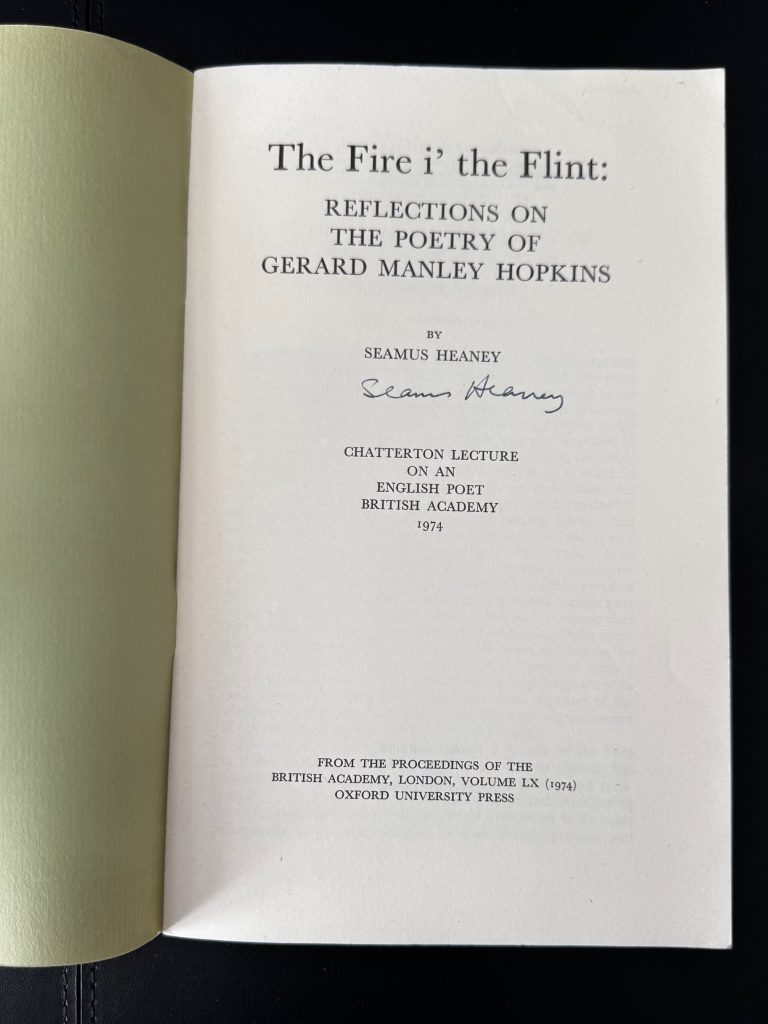 The Fire i' the Flint:
REFLECTIONS ON
THE POETRY OF
GERARD MANLEY HOPKINS
BY
SEAMUS HEANEY
Seamus Heaney
CHATTERTON LECTURE
ON AN
ENGLISH POET
BRITISH ACADEMY
1974
FROM THE PROCEEDINGS OF THE
BRITISH ACADEMY, LONDON, VOLUME LX (1974)
OXFORD UNIVERSITY PRESS